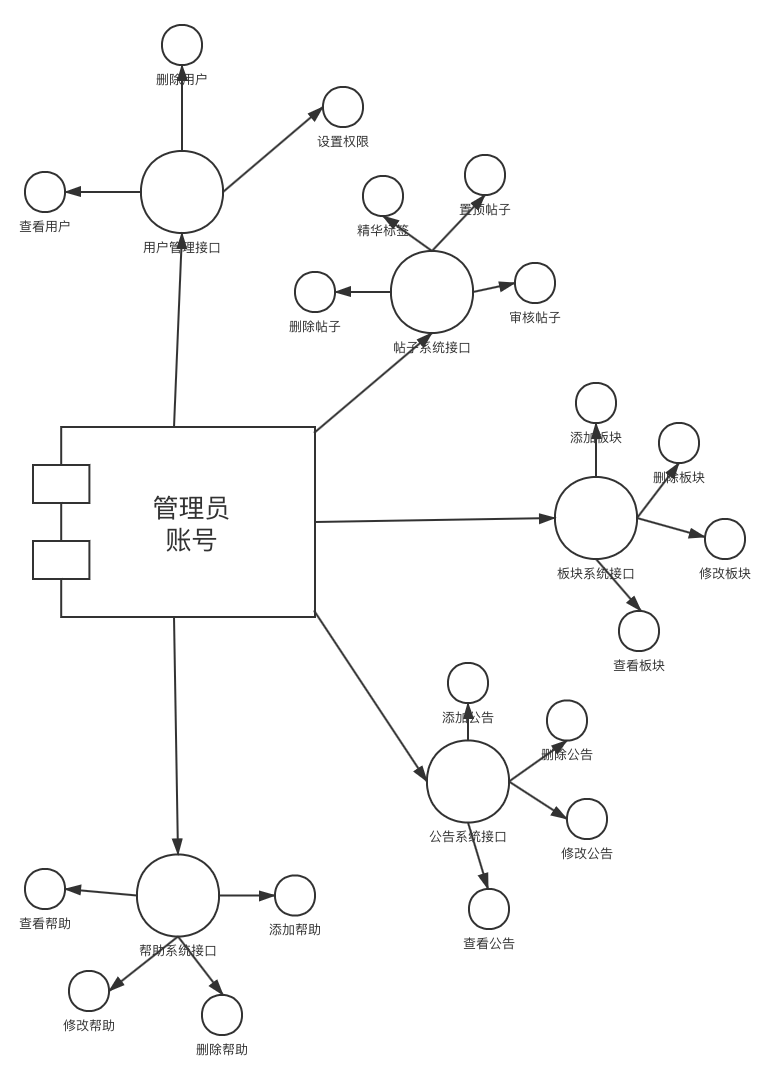 删除用户
设置权限
查看用户
用户管理接口
精华标签
置顶帖子
删除帖子
审核帖子
帖子系统接口
添加板块
删除板块
修改板块
板块系统接口
查看板块
管理员
账号
添加公告
删除公告
修改公告
公告系统接口
查看公告
查看帮助
添加帮助
帮助系统接口
修改帮助
删除帮助